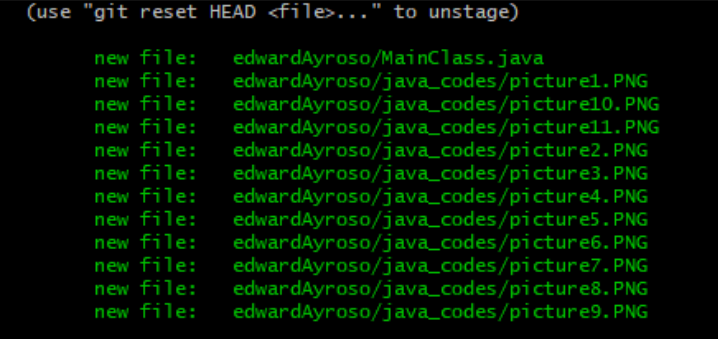 (use "git reset HEAD <file>..." to unstage)
new file: edwardAyroso/MainClass.java
new file: edwardAyroso/java_codes/picture1.PNG
new file: edwardAyroso/java_codes/picture10.PNG
new file: edwardAyroso/java_codes/picture11.PNG
new file: edwardAyroso/java_codes/picture2.PNG
new file: edwardAyroso/java_codes/picture3.PNG
new file: edwardAyroso/java_codes/picture4.PNG
new file: edwardAyroso/java_codes/picture5.PNG
new file: edwardAyroso/java_codes/picture6.PNG
new file: edwardAyroso/java_codes/picture7.PNG
new file: edwardAyroso/java_codes/picture8.PNG
new file: edwardAyroso/java_codes/picture9.PNG